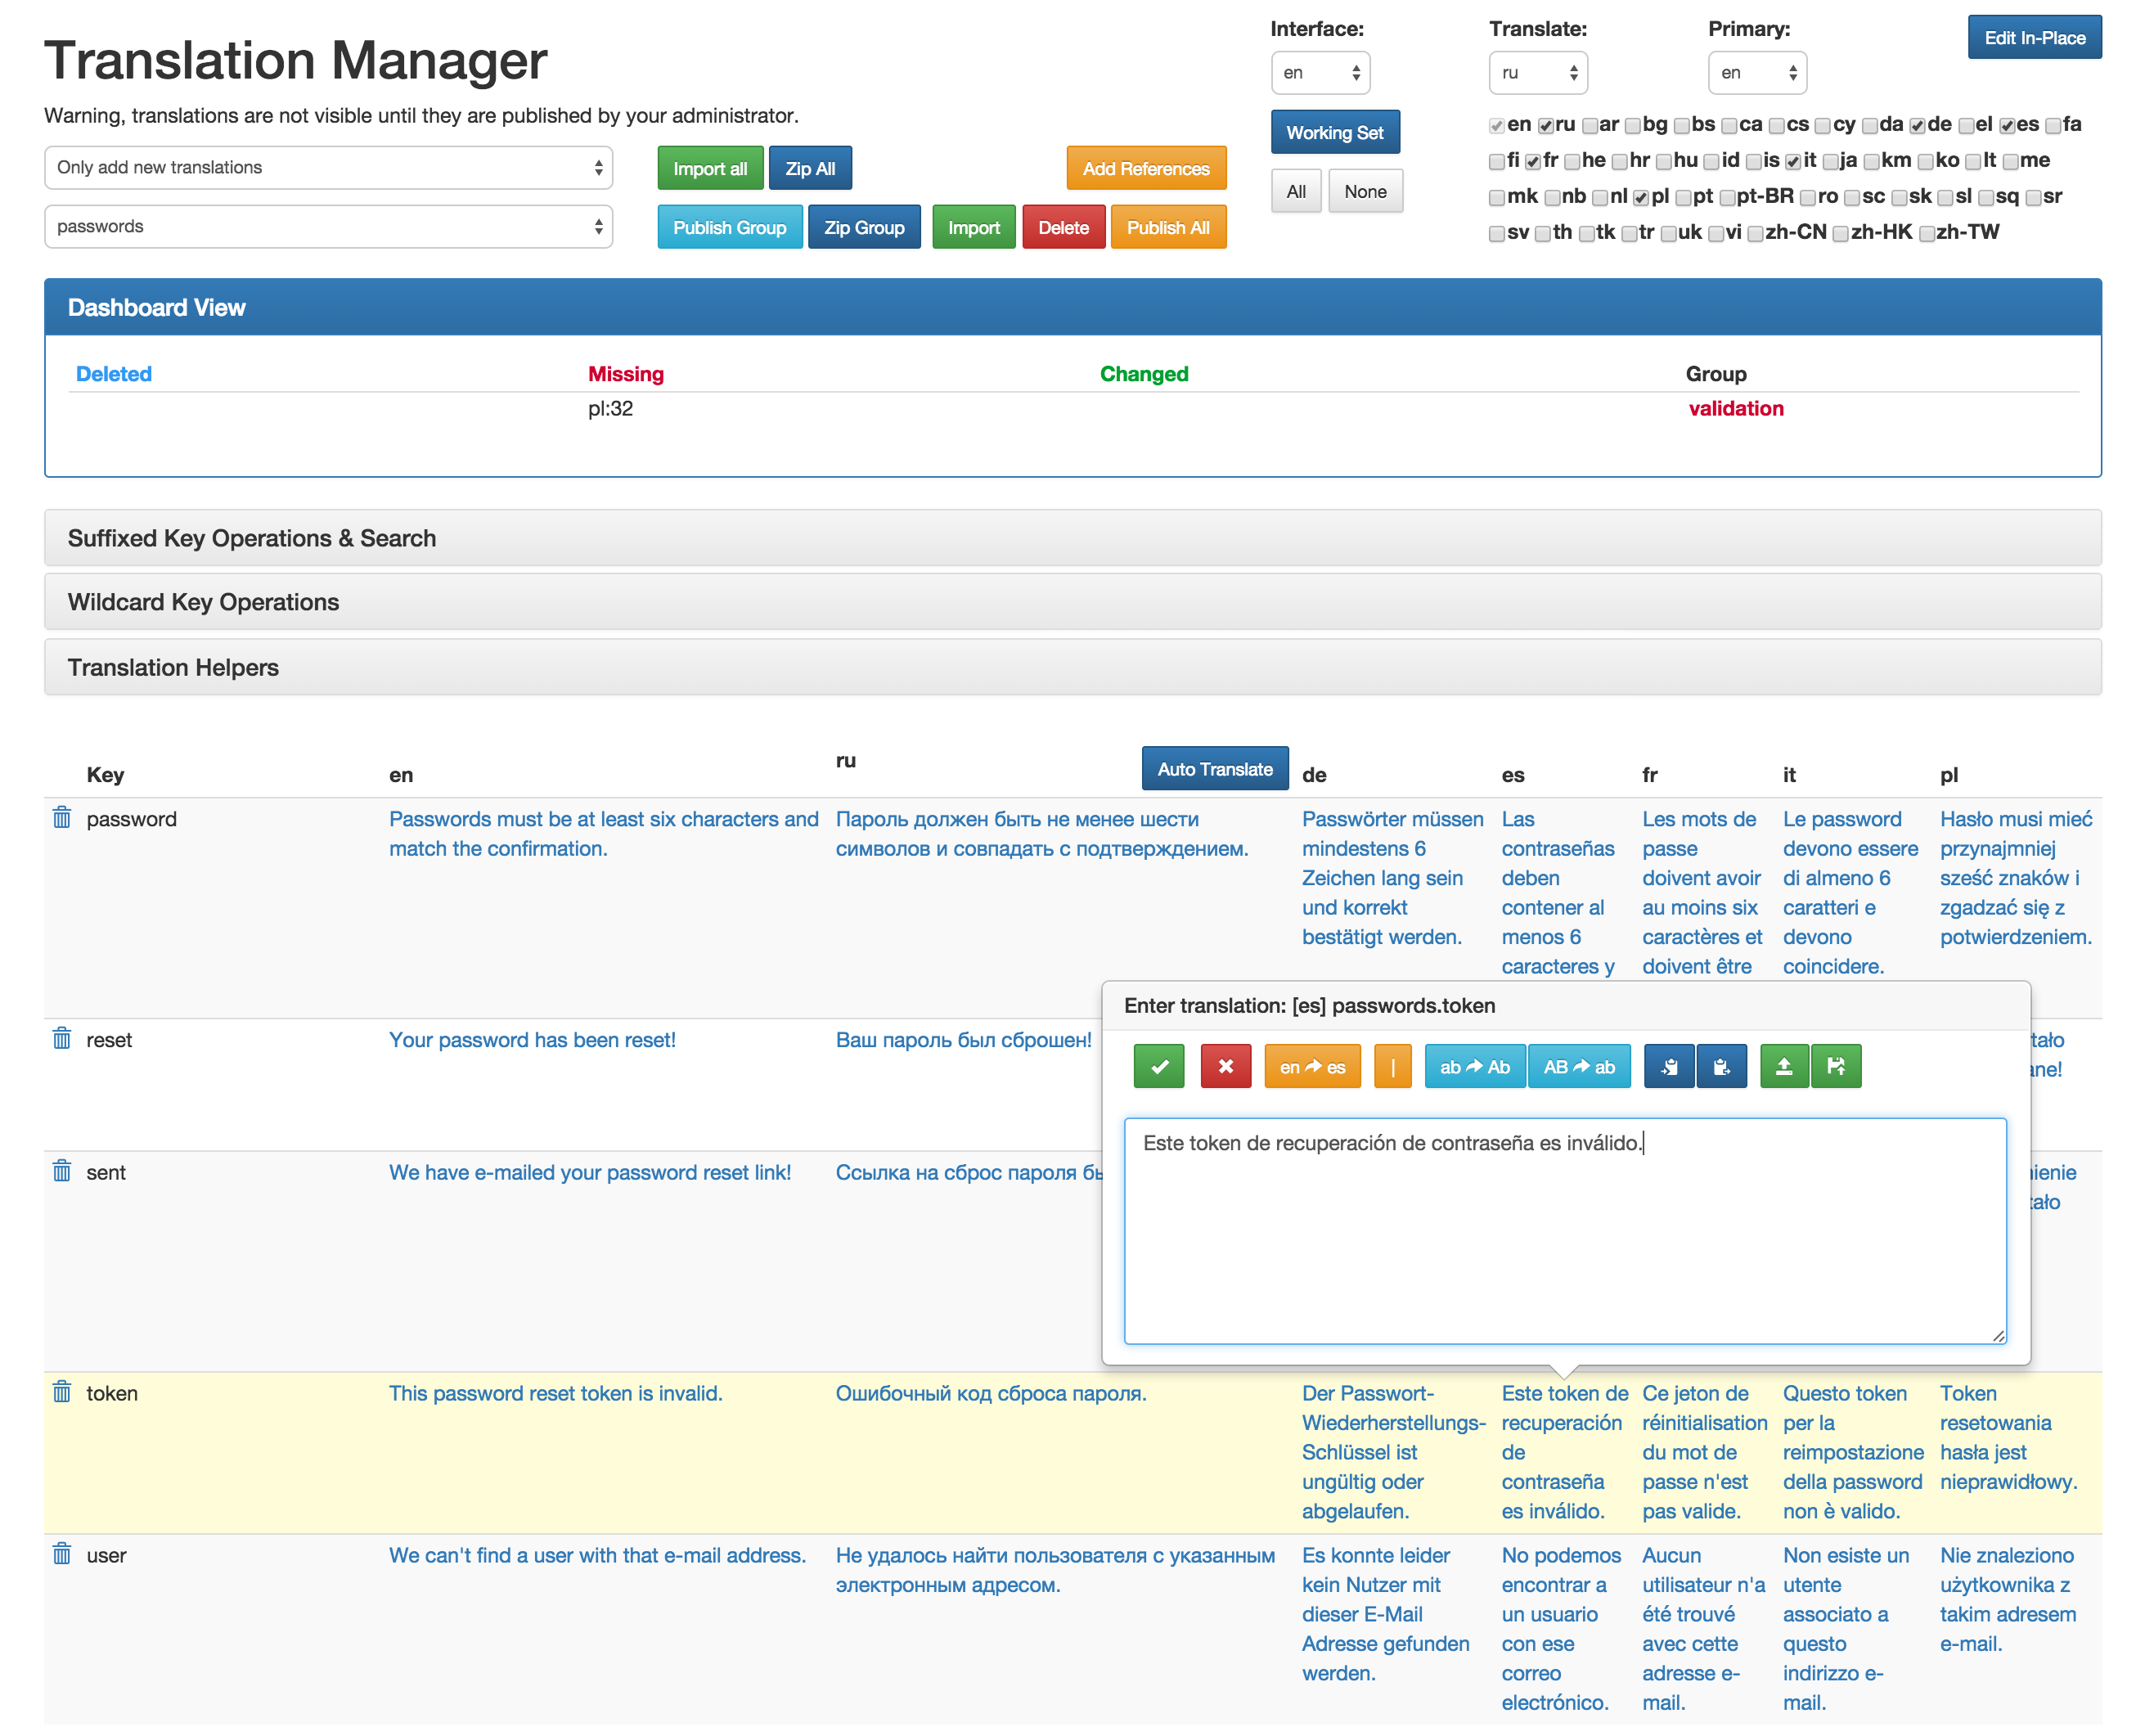 Translation Manager
Warning, translations are not visible until they are published by your administrator.
Only add new translations
Import all
Zip All
Add References
passwords
Publish Group
Zip Group
Import
Delete
Publish All
Interface:
en
Working Set
All
None
Translate:
ru
Primary:
en
Edit In-Place
en ru ar bg bs ca cs cy da de el es fa
fi fr he hr hu id is it ja km ko lt me
mk nb nl pl pt pt-BR ro sc sk sl sq sr
sv th tk tr uk vi zh-CN zh-HK zh-TW
Dashboard View
Deleted Missing Changed Group
pl:32 validation
Suffixed Key Operations & Search
Wildcard Key Operations
Translation Helpers
Key
en
ru
Auto Translate
de
es
fr
it
pl
password
Passwords must be at least six characters and
match the confirmation.
Пароль должен быть не менее шести
символов и совпадать с подтверждением.
Passwörter müssen
mindestens 6
Zeichen lang sein
und korrekt
bestätigt werden.
Las
contraseñas
deben
contener al
menos 6
caracteres y
Les mots de
passe
doivent avoir
au moins six
caractères et
doivent être
Le password
devono essere
di almeno 6
caratteri e
devono
coincidere.
Hasło musi mieć
przynajmniej
sześć znaków i
zgadzać się z
potwierdzeniem.
reset
Your password has been reset!
Ваш пароль был сброшен!
Enter translation: [es] passwords.token
en es
|
ab Ab
AB ab
Este token de recuperación de contraseña es inválido.
sent
We have e-mailed your password reset link!
Ссылка на сброс пароля
token
This password reset token is invalid.
Ошибочный код сброса пароля.
Der Passwort-
Wiederherstellungs-
Schlüssel ist
ungültig oder
abgelaufen.
Este token de
recuperación
de
contraseña
es inválido.
Ce jeton de
réinitialisation
du mot de
passe n'est
pas valide.
Questo token
per la
reimpostazione
della password
non è valido.
Token
resetowania
hasła jest
nieprawidłowy.
user
We can't find a user with that e-mail address.
Не удалось найти пользователя с указанным
электронным адресом.
Es konnte leider
kein Nutzer mit
dieser E-Mail
Adresse gefunden
werden.
No podemos
encontrar a
un usuario
con ese
correo
electrónico.
Aucun
utilisateur n'a
été trouvé
avec cette
adresse e-
mail.
Non esiste un
utente
associato a
questo
indirizzo e-
mail.
Nie znaleziono
użytkownika z
takim adresem
e-mail.